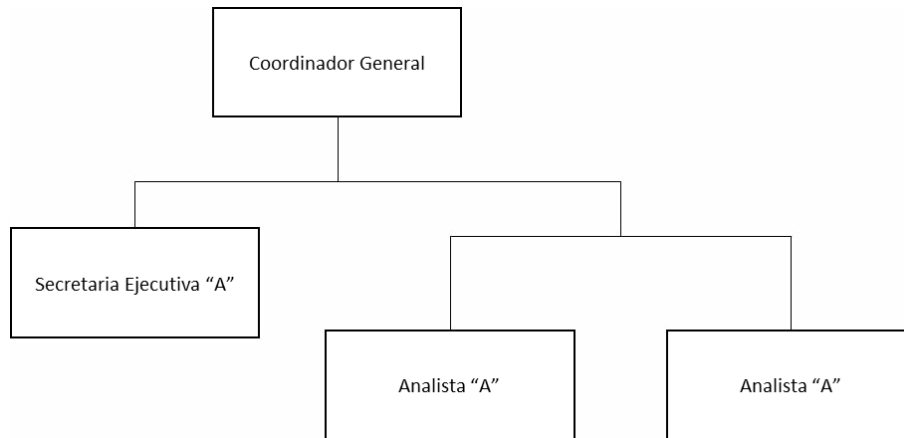 Coordinador General
Secretaria Ejecutiva “A”
Analista “A”
Analista “A”